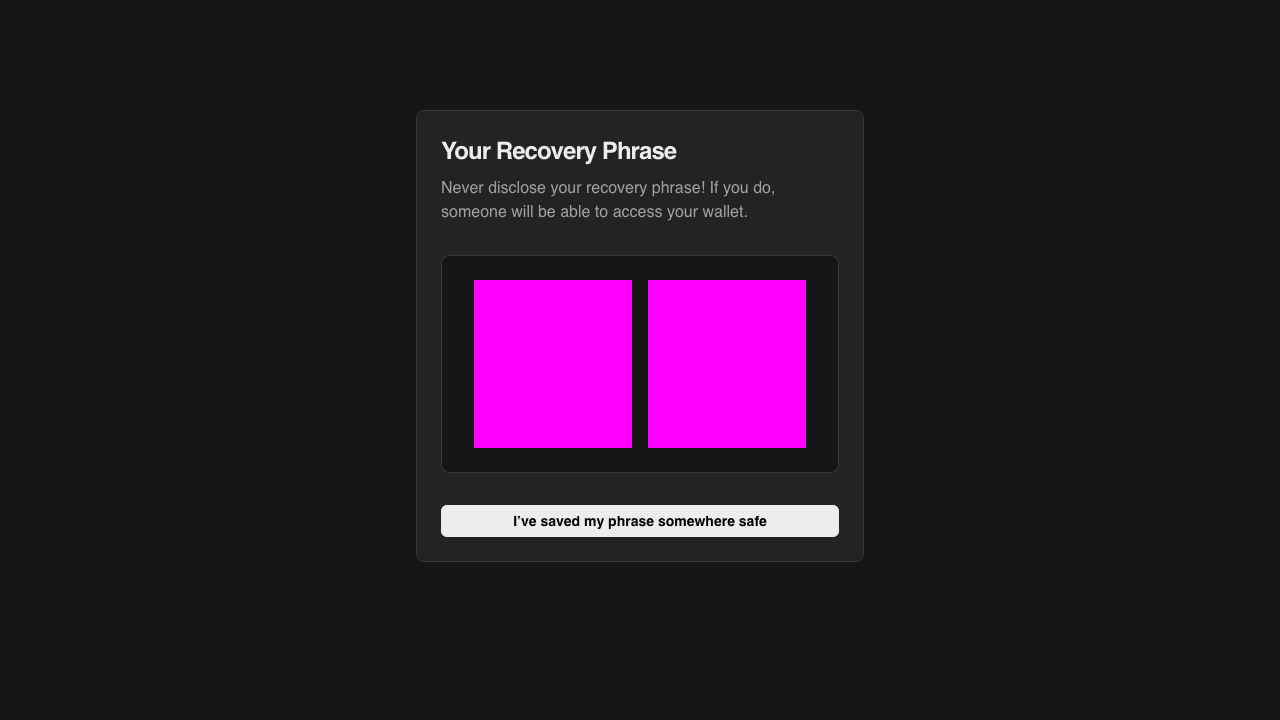 Your Recovery Phrase
Never disclose your recovery phrase! If you do,
someone will be able to access your wallet.
I’ve saved my phrase somewhere safe